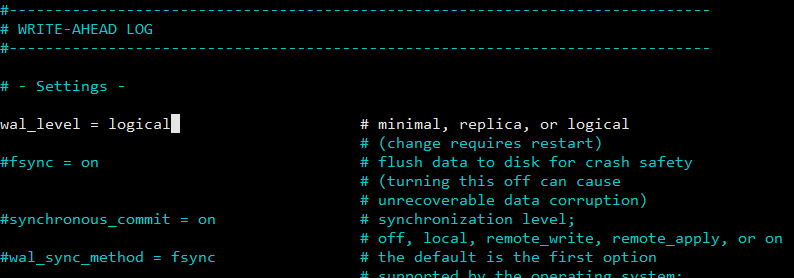 #------------------------------------------------------------------------------
# WRITE-AHEAD LOG
#------------------------------------------------------------------------------
# - Settings -
wal_level = logical # minimal, replica, or logical
# (change requires restart)
#fsync = on # flush data to disk for crash safety
# (turning this off can cause
# unrecoverable data corruption)
#synchronous_commit = on # synchronization level;
# off, local, remote_write, remote_apply, or on
#wal_sync_method = fsync # the default is the first option
# supported by the operating system: